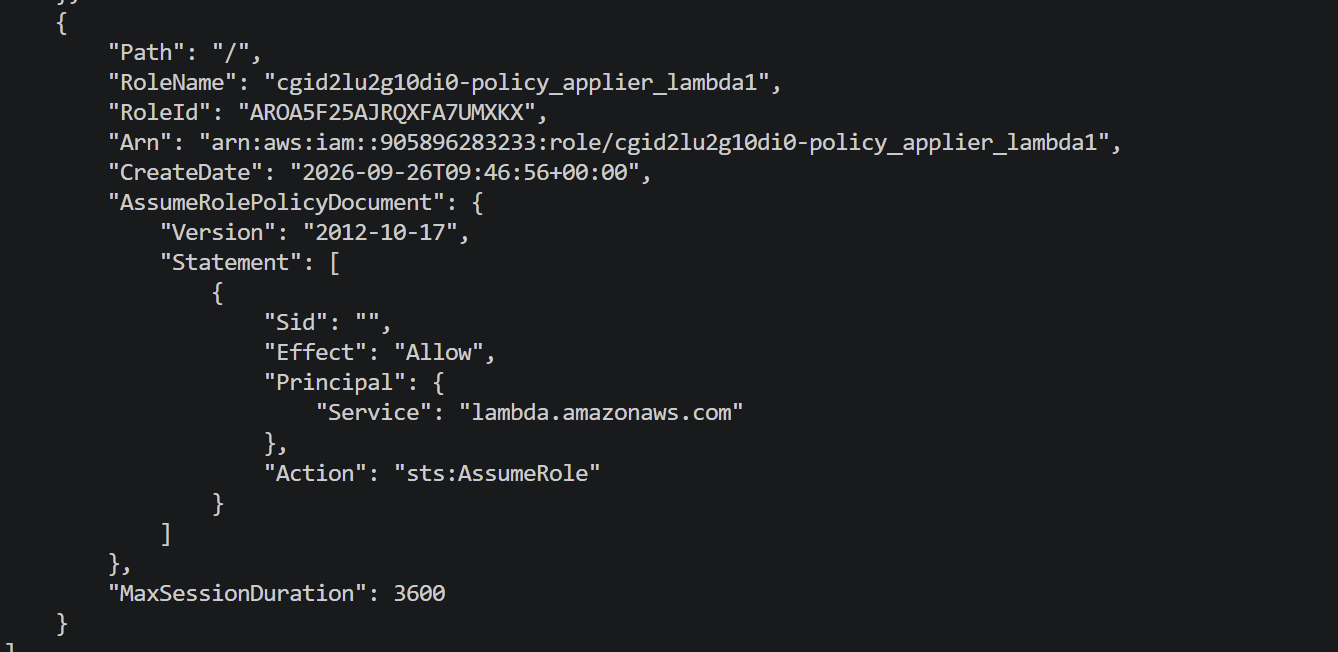 },
{
"Path": "/",
"RoleName": "cgid2lu2g10di0-policy_applier_lambda1",
"RoleId": "AROA5F25AJRQXFA7UMXKX",
"Arn": "arn:aws:iam::905896283233:role/cgid2lu2g10di0-policy_applier_lambda1",
"CreateDate": "2026-09-26T09:46:56+00:00",
"AssumeRolePolicyDocument": {
"Version": "2012-10-17",
"Statement": [
{
"Sid": "",
"Effect": "Allow",
"Principal": {
"Service": "lambda.amazonaws.com"
},
"Action": "sts:AssumeRole"
}
]
},
"MaxSessionDuration": 3600
}
]